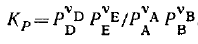 K_P = P_D^{ν_D} P_E^{ν_E} / P_A^{ν_A} P_B^{ν_B}